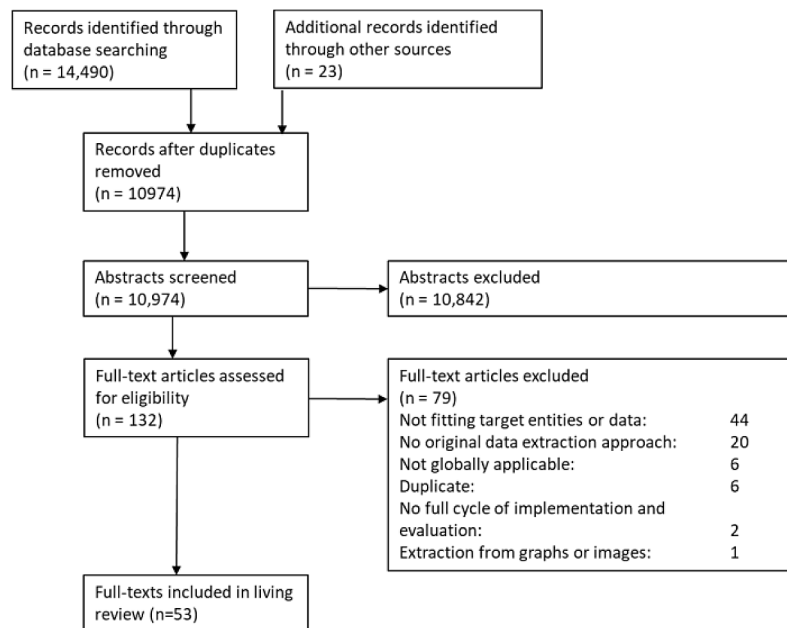 Records identified through
database searching
(n = 14,490)
Additional records identified
through other sources
(n = 23)
Records after duplicates
removed
(n = 10974)
Abstracts screened
(n = 10,974)
Abstracts excluded
(n = 10,842)
Full-text articles assessed
for eligibility
(n = 132)
Full-text articles excluded
(n = 79)
Not fitting target entities or data: 44
No original data extraction approach: 20
Not globally applicable: 6
Duplicate: 6
No full cycle of implementation and
evaluation: 2
Extraction from graphs or images: 1
Full-texts included in living
review (n=53)